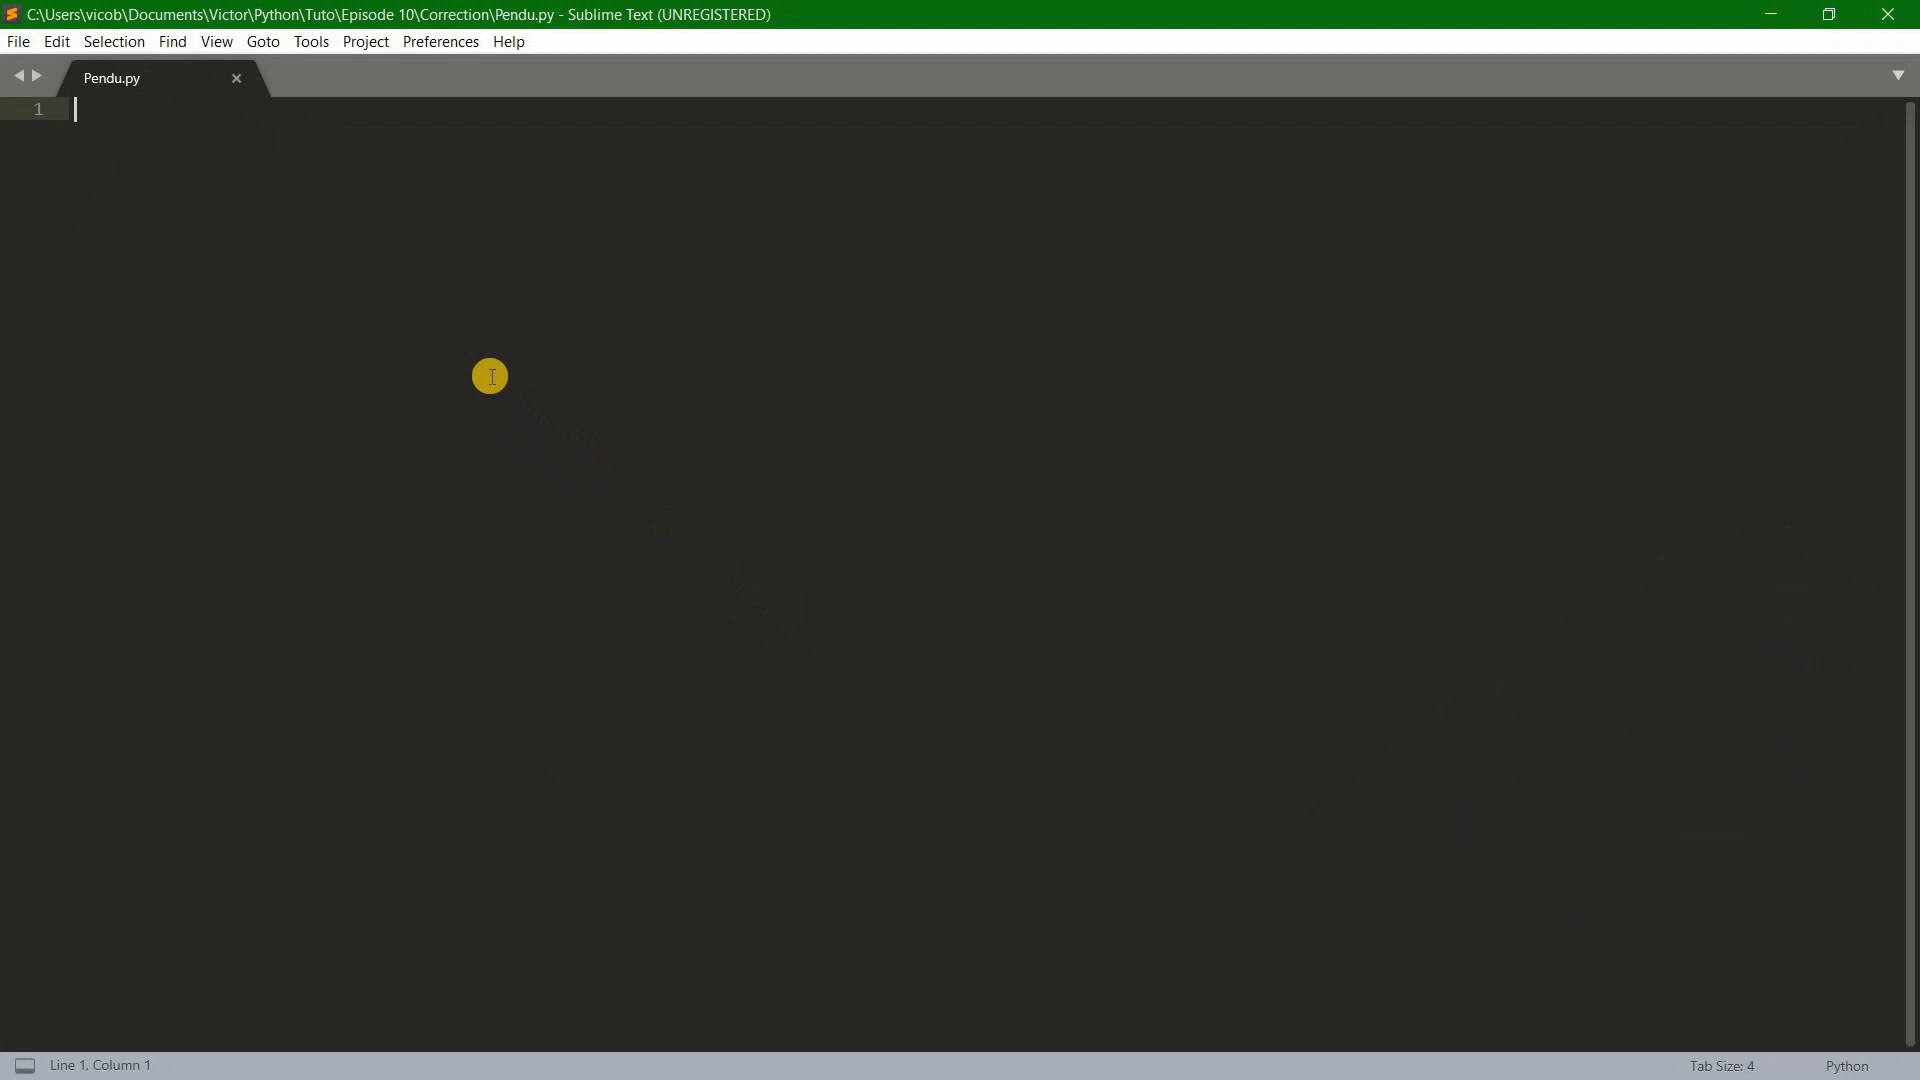 C:\Users\vicob\Documents\Victor\Python\Tuto\Episode 10\Correction\Pendu.py - Sublime Text (UNREGISTERED)
File Edit Selection Find View Goto Tools Project Preferences Help
Pendu.py
1
Line 1, Column 1 Tab Size: 4 Python